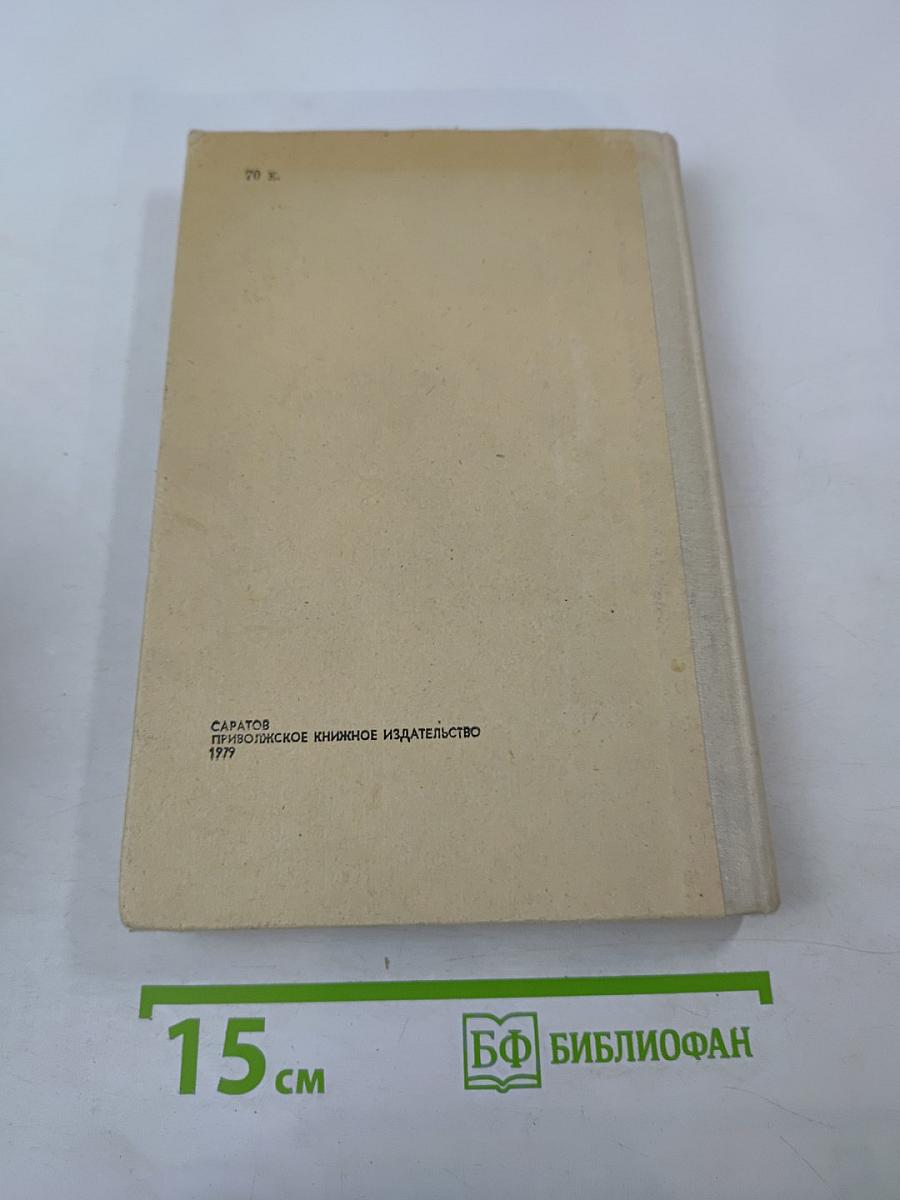 70 к.
САРАТОВ
ПРИВОЛЖСКОЕ КНИЖНОЕ ИЗДАТЕЛЬСТВО
1979
15 см
БФ БИБЛИОФАН